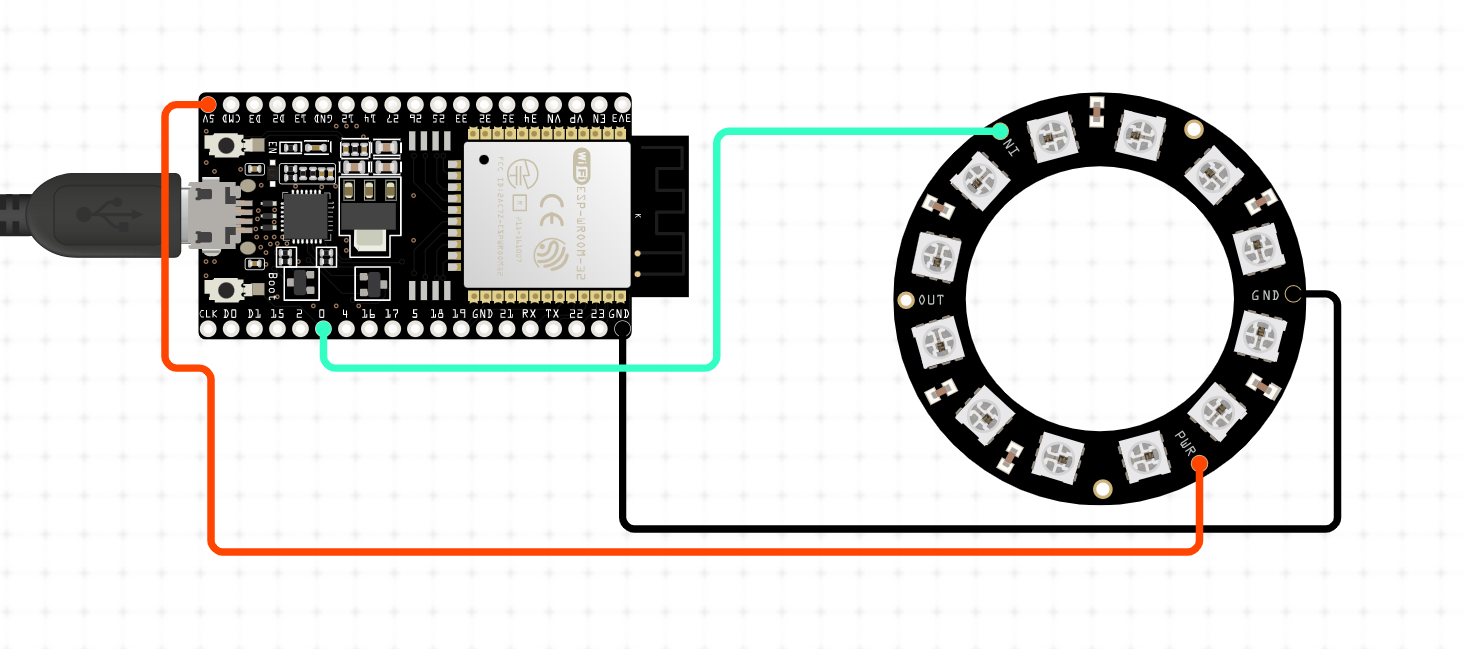 5V CMD D3 D2 13 GND 12 14 27 26 25 33 32 35 34 VN VP EN 3V3
IN
EN
WiFi
ESP-WROOM-32
CE
K
Boot
OUT
GND
CLK D0 D1 15 2 0 4 16 17 5 18 19 GND 21 RX TX 22 23 GND
PWR